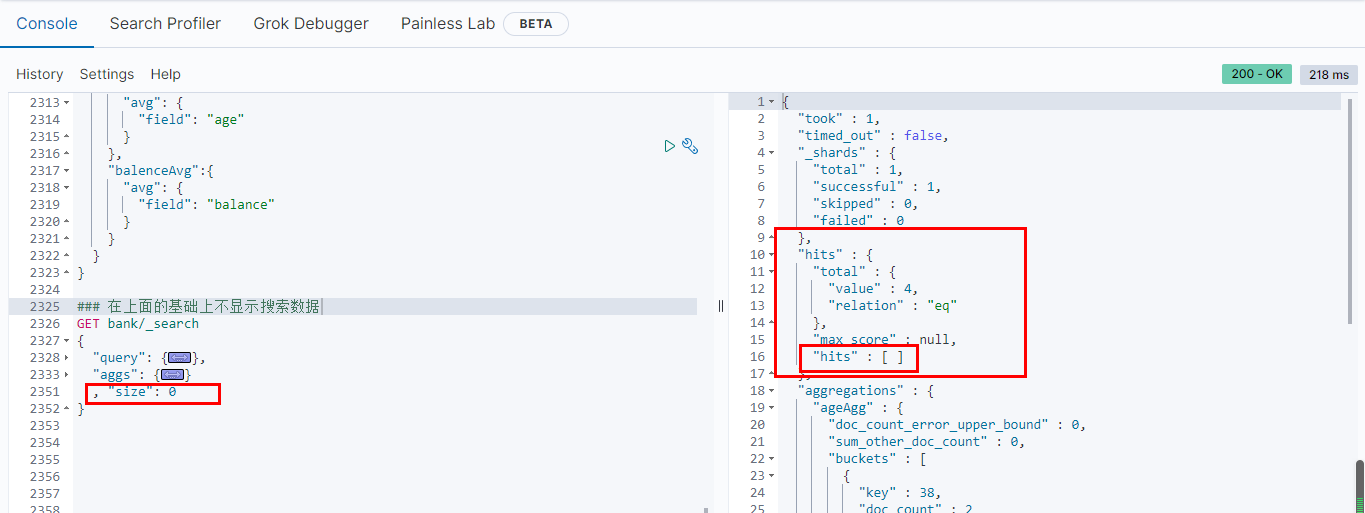 Console Search Profiler Grok Debugger Painless Lab BETA
History Settings Help 200 - OK 218 ms
2313 "avg": {
2314 "field": "age"
2315 }
2316 },
2317 "balenceAvg":{
2318 "avg": {
2319 "field": "balance"
2320 }
2321 }
2322 }
2323 }
2324
2325 ### 在上面的基础上不显示搜索数据
2326 GET bank/_search
2327 {
2328 "query": {},
2333 "aggs": {}
2351 , "size": 0
2352 }
2353
2354
2355
2356
2357
2358
1 {
2 "took" : 1,
3 "timed_out" : false,
4 "_shards" : {
5 "total" : 1,
6 "successful" : 1,
7 "skipped" : 0,
8 "failed" : 0
9 },
10 "hits" : {
11 "total" : {
12 "value" : 4,
13 "relation" : "eq"
14 },
15 "max_score" : null,
16 "hits" : [ ]
17 },
18 "aggregations" : {
19 "ageAgg" : {
20 "doc_count_error_upper_bound" : 0,
21 "sum_other_doc_count" : 0,
22 "buckets" : [
23 {
24 "key" : 38,
25 "doc_count" : 2